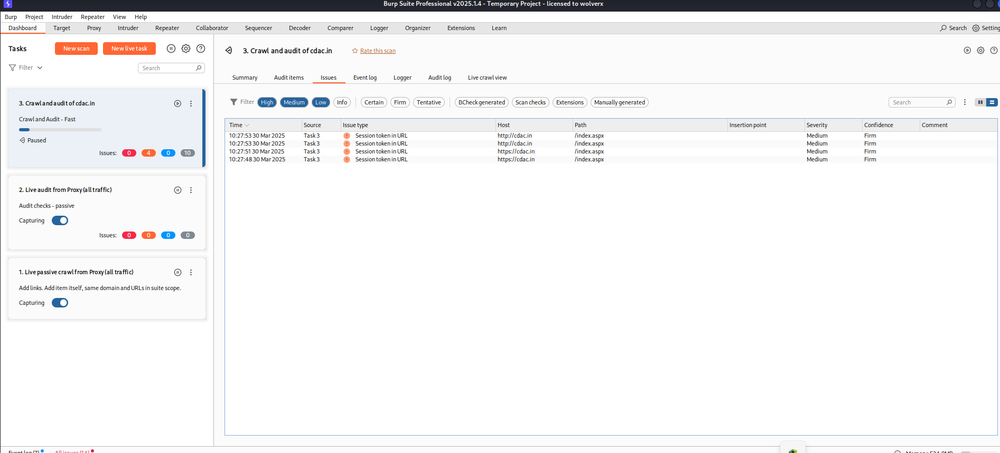 Burp Suite Professional v2025.1.4 - Temporary Project - licensed to wolverx
Burp Project Intruder Repeater View Help
Dashboard Target Proxy Intruder Repeater Collaborator Sequencer Decoder Comparer Logger Organizer Extensions Learn Search Setting
Tasks New scan New live task
Filter Search
3. Crawl and audit of cdac.in
Crawl and Audit - Fast
Paused
Issues: 0 4 0 10
2. Live audit from Proxy (all traffic)
Audit checks - passive
Capturing
Issues: 0 0 0 0
1. Live passive crawl from Proxy (all traffic)
Add links. Add item itself, same domain and URLs in suite scope.
Capturing
3. Crawl and audit of cdac.in Rate this scan
Summary Audit items Issues Event log Logger Audit log Live crawl view
Filter High Medium Low Info Certain Firm Tentative BCheck generated Scan checks Extensions Manually generated Search
Time Source Issue type Host Path Insertion point Severity Confidence Comment
10:27:53 30 Mar 2025 Task 3 Session token in URL http://cdac.in /index.aspx Medium Firm
10:27:53 30 Mar 2025 Task 3 Session token in URL http://cdac.in /index.aspx Medium Firm
10:27:51 30 Mar 2025 Task 3 Session token in URL https://cdac.in /index.aspx Medium Firm
10:27:48 30 Mar 2025 Task 3 Session token in URL https://cdac.in /index.aspx Medium Firm
Event log (7) All issues (14) Memory: 524.0MB